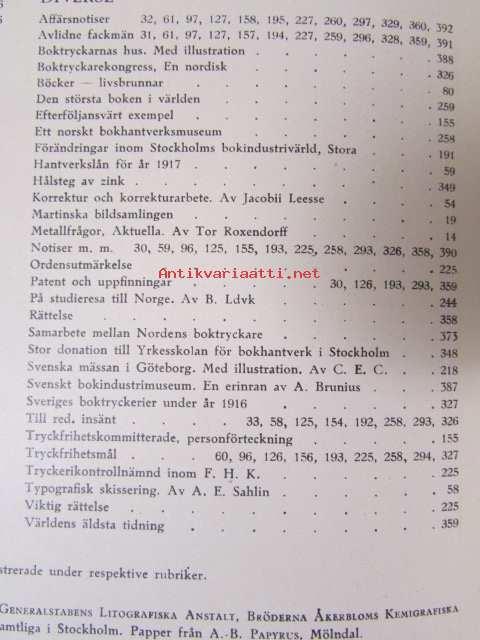 DIVERSE
Affärsnotiser 32, 61, 97, 127, 158, 195, 227, 260, 297, 329, 360, 392
Avlidne fackmän 31, 61, 97, 127, 157, 194, 227, 259, 296, 328, 359, 391
Boktryckarnas hus. Med illustration . . . . . . 388
Boktryckarekongress, En nordisk . . . . . . 326
Böcker — livsbrunnar . . . . . . . 80
Den största boken i världen . . . . . . 259
Efterföljansvärt exempel . . . . . . 155
Ett norskt bokhantverksmuseum . . . . . . 258
Förändringar inom Stockholms bokindustrivärld, Stora . . . 191
Hantverkslån för år 1917 . . . . . . . 59
Hålsteg av zink . . . . . . . . 349
Korrektur och korrekturarbete. Av Jacobii Leesse . . . . 54
Martinska bildsamlingen . . . . . . . 19
Metallfrågor, Aktuella. Av Tor Roxendorff . . . . . 14
Notiser m. m. 30, 59, 96, 125, 155, 193, 225, 258, 293, 326, 358, 390
Ordensutmärkelse . . . . 225
Antikvariaatti.net
Patent och uppfinningar . . . . 30, 126, 193, 293, 359
På studieresa till Norge. Av B. Ldvk . . . . . . 244
Rättelse . . . . . . . . . 358
Samarbete mellan Nordens boktryckare . . . . . 373
Stor donation till Yrkesskolan för bokhantverk i Stockholm . . 348
Svenska mässan i Göteborg. Med illustration. Av C. E. C. . . 218
Svenskt bokindustrimuseum. En erinran av A. Brunius . . . 387
Sveriges boktryckerier under år 1916 . . . . . 327
Till red. insänt . . . . 33, 58, 125, 154, 192, 258, 293, 326
Tryckfrihetskommitterade, personförteckning . . . . . 155
Tryckfrihetsmål . . . 60, 96, 126, 156, 193, 225, 258, 294, 327
Tryckerikontrollnämnd inom F. H. K. . . . . . 225
Typografisk skissering. Av A. E. Sahlin . . . . . 58
Viktig rättelse . . . . . . . . 225
Världens äldsta tidning . . . . . . . 359
strerade under respektive rubriker.
GENERALSTABENS LITOGRAFISKA ANSTALT, BRÖDERNA ÅKERBLOMS KEMIGRAFISKA
amtliga i Stockholm. Papper från A.-B. PAPYRUS, Mölndal.